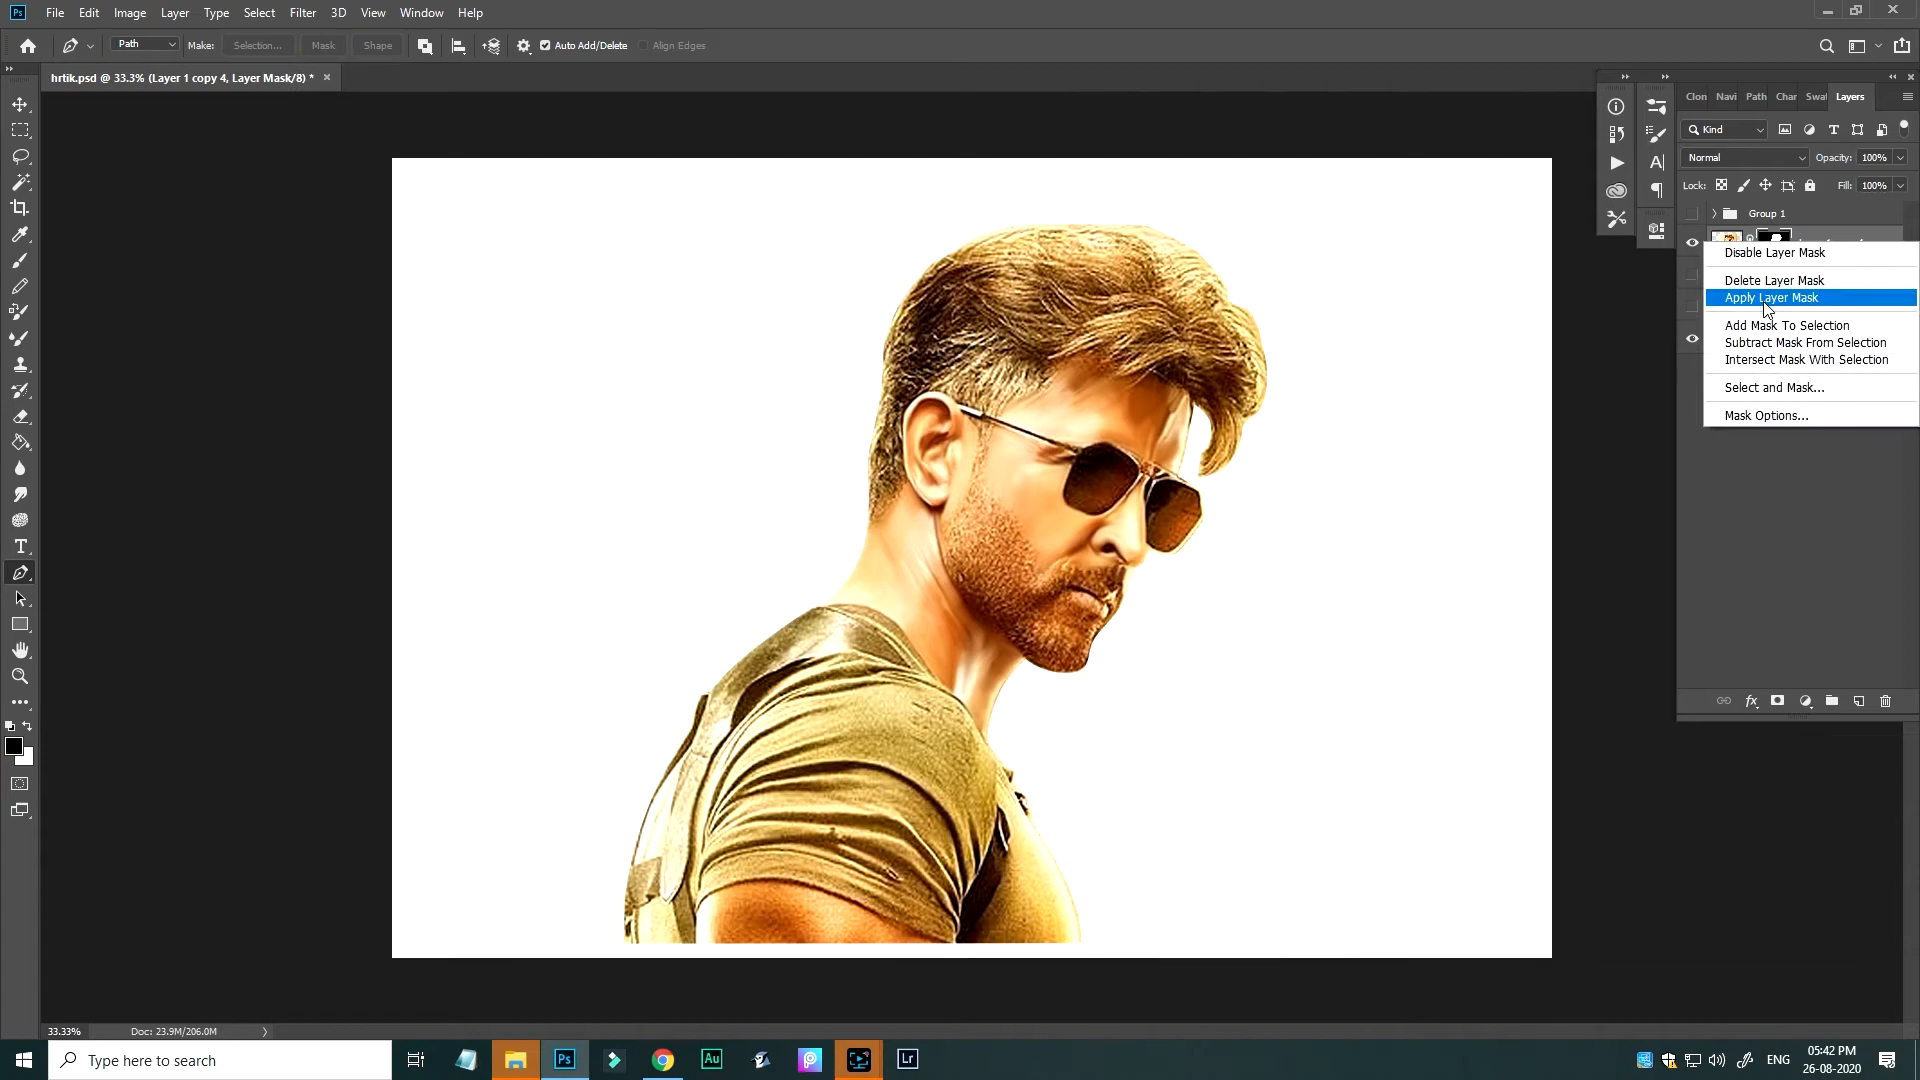 Ps File Edit Image Layer Type Select Filter 3D View Window Help
Path Make: Selection... Mask Shape Auto Add/Delete Align Edges
hrtik.psd @ 33.3% (Layer 1 copy 4, Layer Mask/8) * ×
Clon Navi Path Char Swat Layers
Kind
Normal Opacity: 100%
Lock: Fill: 100%
Group 1
Disable Layer Mask
Delete Layer Mask
Apply Layer Mask
Add Mask To Selection
Subtract Mask From Selection
Intersect Mask With Selection
Select and Mask...
Mask Options...
33.33% Doc: 23.9M/206.0M
Type here to search
Ps Au Lr
ENG
05:42 PM
26-08-2020